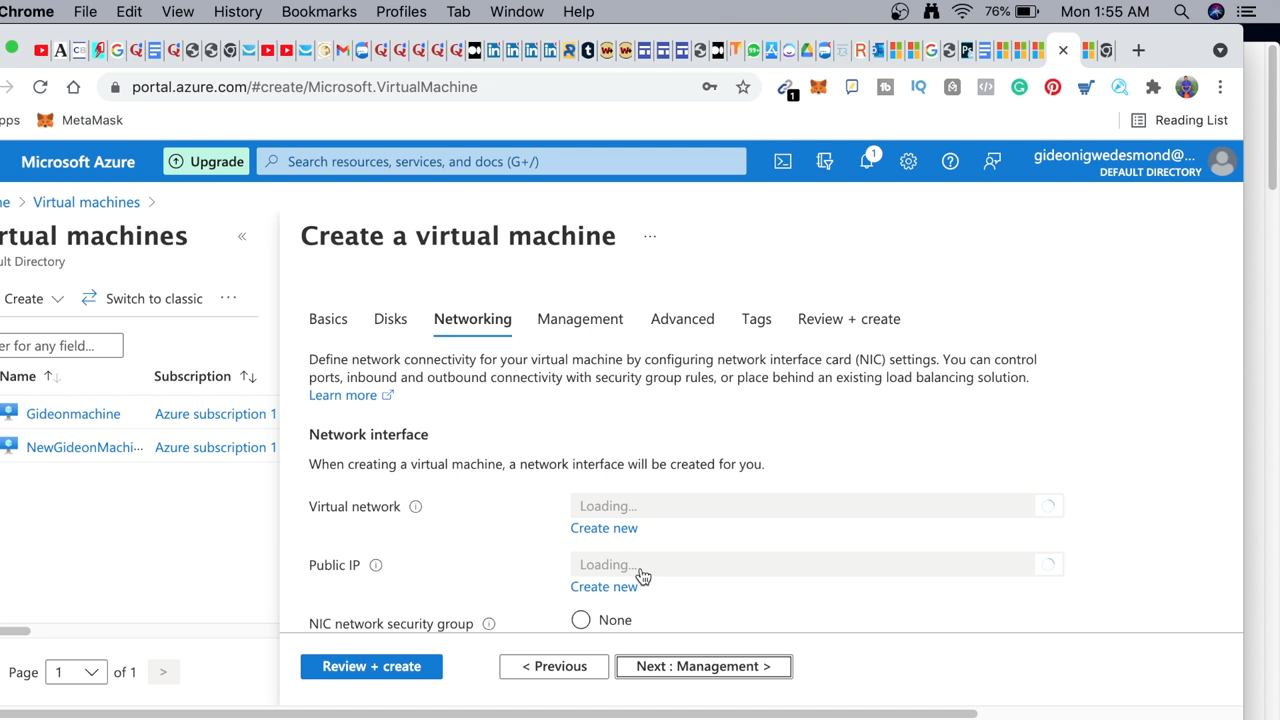 Chrome File Edit View History Bookmarks Profiles Tab Window Help 76% Mon 1:55 AM
portal.azure.com/#create/Microsoft.VirtualMachine
1
pps MetaMask Reading List
Microsoft Azure Upgrade Search resources, services, and docs (G+/) 1 gideonigwedesmond@...
DEFAULT DIRECTORY
ne > Virtual machines >
rtual machines « Create a virtual machine ...
ult Directory
Create Switch to classic ...
Basics Disks Networking Management Advanced Tags Review + create
er for any field...
Name Subscription
Define network connectivity for your virtual machine by configuring network interface card (NIC) settings. You can control
ports, inbound and outbound connectivity with security group rules, or place behind an existing load balancing solution.
Learn more
Gideonmachine Azure subscription 1
NewGideonMachi... Azure subscription 1
Network interface
When creating a virtual machine, a network interface will be created for you.
Virtual network Loading...
Create new
Public IP Loading...
Create new
NIC network security group None
Page 1 of 1 >
Review + create < Previous Next : Management >